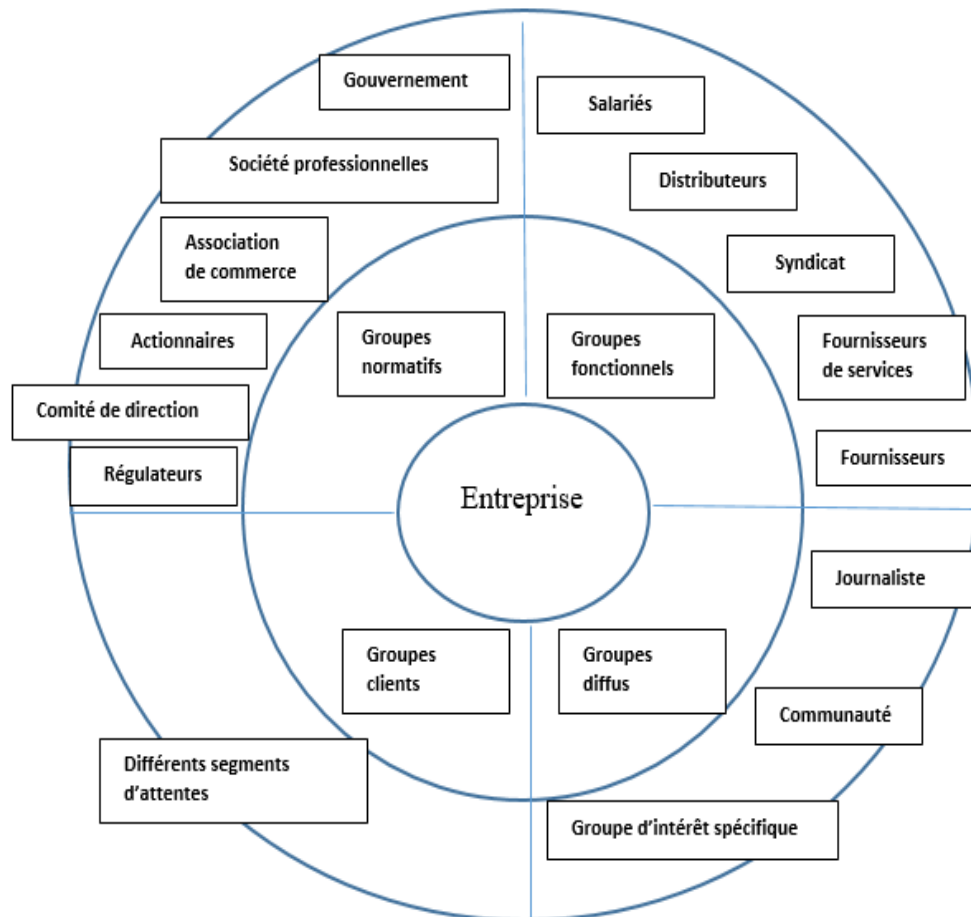 Gouvernement
Salariés
Société professionnelles
Distributeurs
Association
de commerce
Syndicat
Actionnaires
Groupes
normatifs
Groupes
fonctionnels
Fournisseurs
de services
Comité de direction
Régulateurs
Fournisseurs
Entreprise
Journaliste
Groupes
clients
Groupes
diffus
Communauté
Différents segments
d’attentes
Groupe d’intérêt spécifique